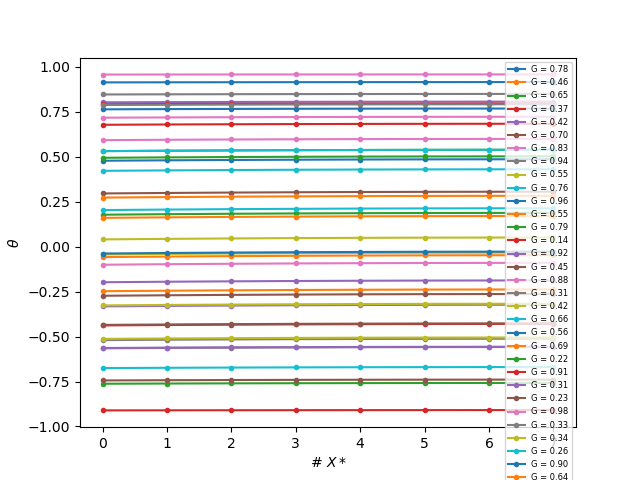 1.00
0.75
0.50
0.25
0.00
−0.25
−0.50
−0.75
−1.00
θ
0 1 2 3 4 5 6
# X*
G = 0.78
G = 0.46
G = 0.65
G = 0.37
G = 0.42
G = 0.70
G = 0.83
G = 0.94
G = 0.55
G = 0.76
G = 0.96
G = 0.55
G = 0.79
G = 0.14
G = 0.92
G = 0.45
G = 0.88
G = 0.31
G = 0.42
G = 0.66
G = 0.56
G = 0.69
G = 0.22
G = 0.91
G = 0.31
G = 0.23
G = 0.98
G = 0.33
G = 0.34
G = 0.26
G = 0.90
G = 0.64